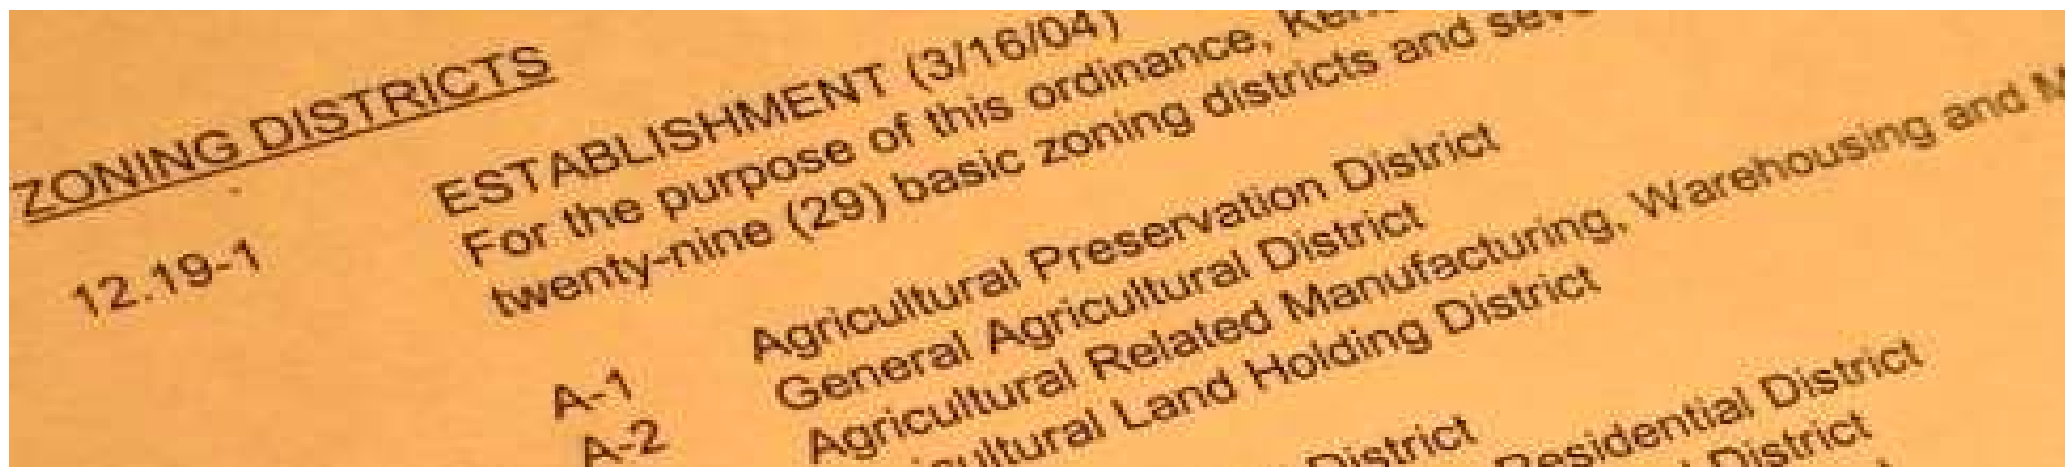 ZONING DISTRICTS
12.19-1 ESTABLISHMENT (3/16/04)
For the purpose of this ordinance,
twenty-nine (29) basic zoning districts and
A-1 Agricultural Preservation District
A-2 General Agricultural District
Agricultural Related Manufacturing, Warehousing and
Land Holding District
District
Residential District
District